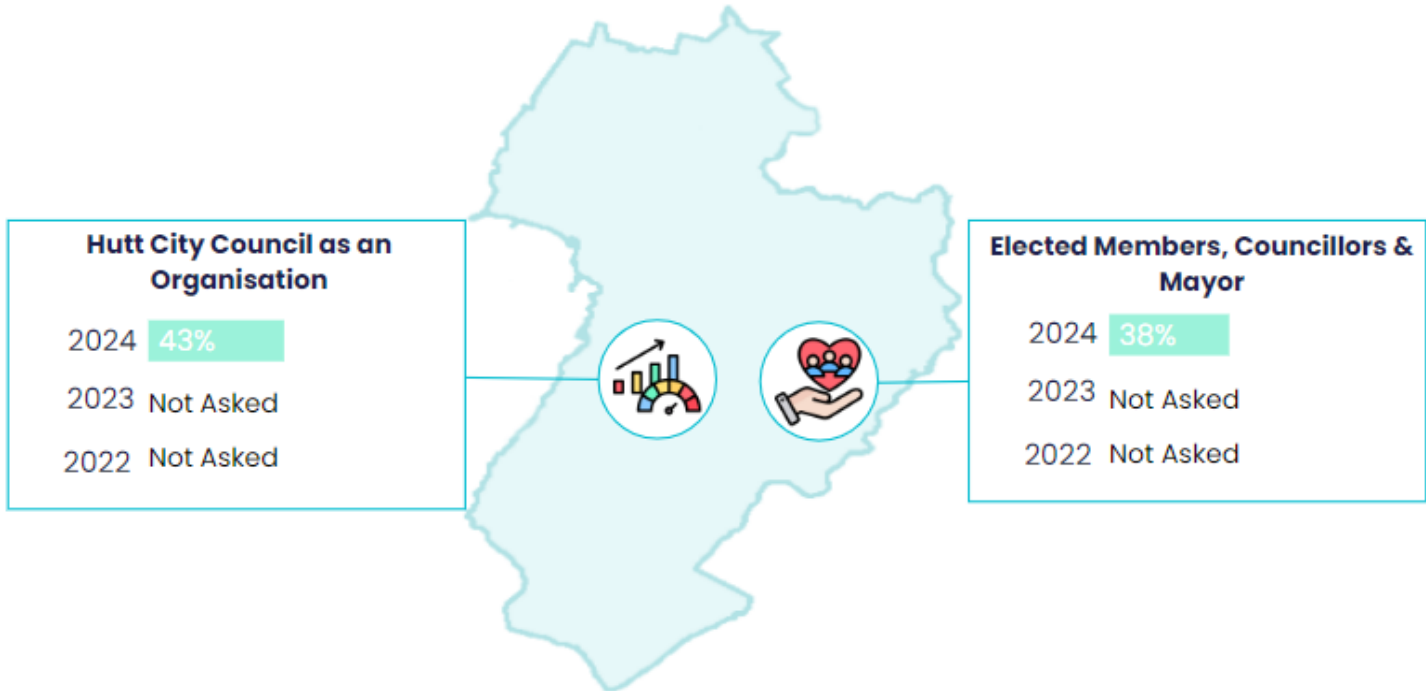 Hutt City Council as an
Organisation
2024 43%
2023 Not Asked
2022 Not Asked
Elected Members, Councillors &
Mayor
2024 38%
2023 Not Asked
2022 Not Asked